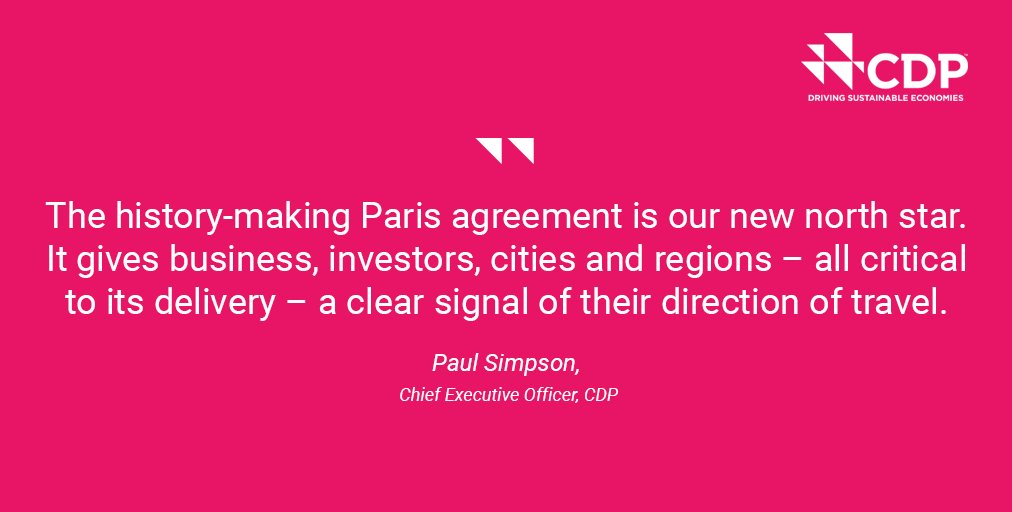 CDP
DRIVING SUSTAINABLE ECONOMIES
The history-making Paris agreement is our new north star.
It gives business, investors, cities and regions – all critical
to its delivery – a clear signal of their direction of travel.
Paul Simpson,
Chief Executive Officer, CDP